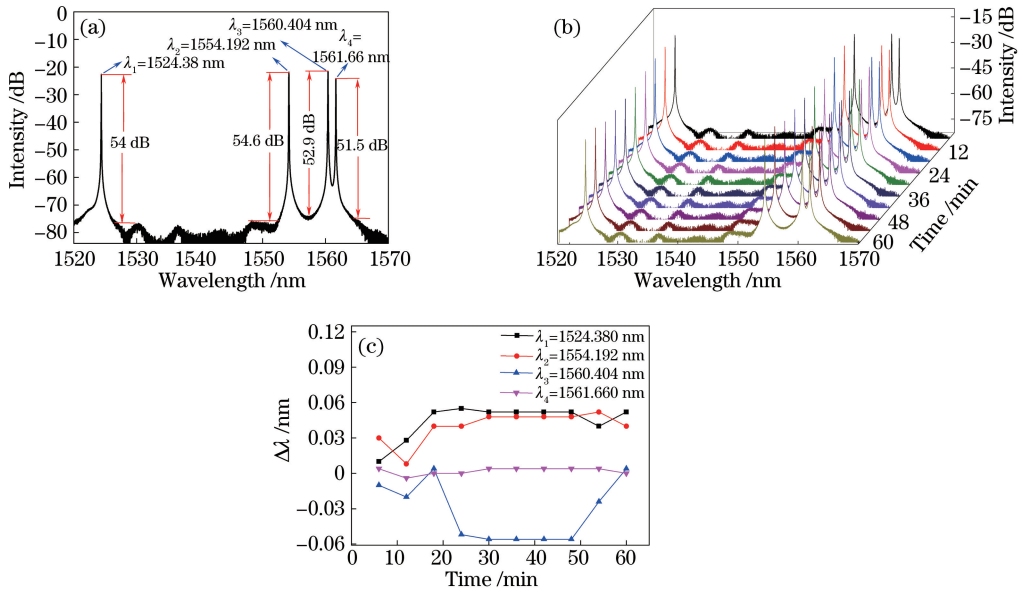 (a)
λ3=1560.404 nm
λ2=1554.192 nm
λ4=
1561.66 nm
λ1=1524.38 nm
54 dB
54.6 dB
52.9 dB
51.5 dB
0
−10
−20
−30
−40
−50
−60
−70
−80
Intensity /dB
1520 1530 1540 1550 1560 1570
Wavelength /nm
(b)
−15
−30
−45
−60
−75
Intensity /dB
12
24
36
48
60
Time /min
1520 1530 1540 1550 1560 1570
Wavelength /nm
(c)
λ1=1524.380 nm
λ2=1554.192 nm
λ3=1560.404 nm
λ4=1561.660 nm
0.12
0.09
0.06
0.03
0
−0.03
−0.06
Δλ /nm
0 10 20 30 40 50 60
Time /min